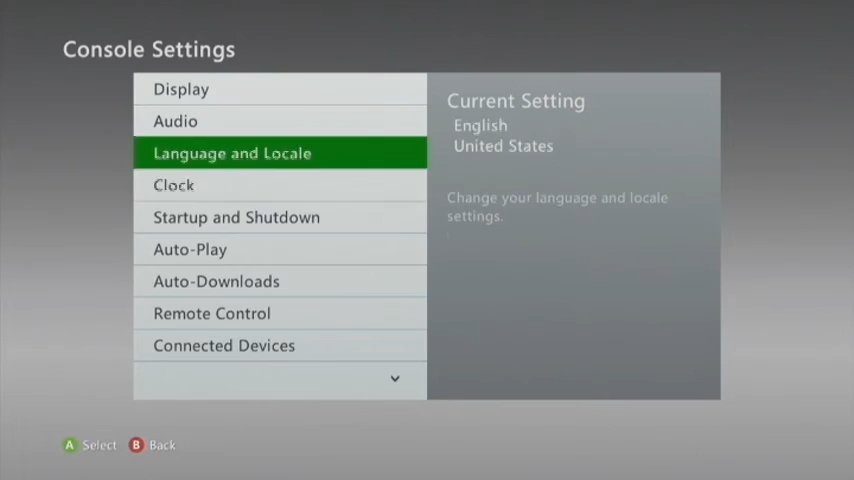 Console Settings
Display
Audio
Language and Locale
Clock
Startup and Shutdown
Auto-Play
Auto-Downloads
Remote Control
Connected Devices
Current Setting
English
United States
Change your language and locale
settings.
A Select B Back